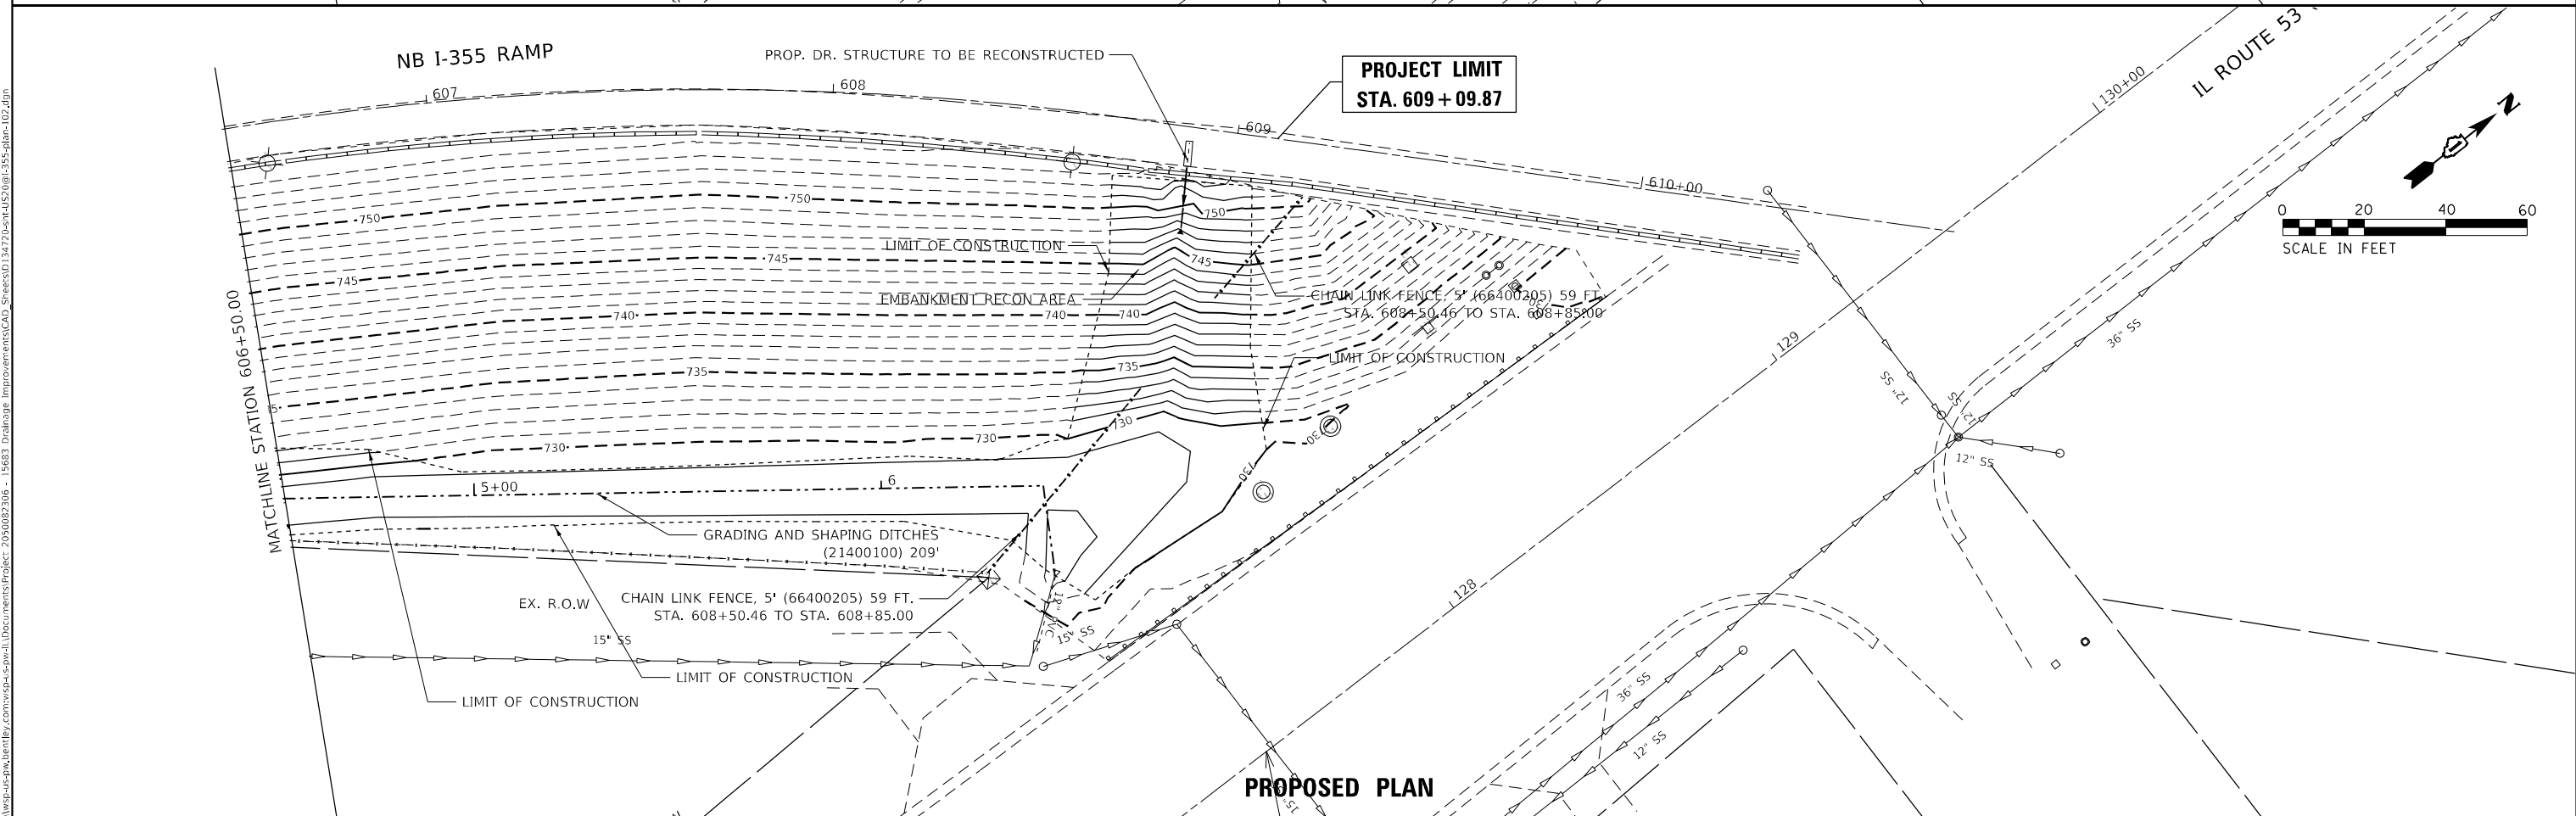 NB I-355 RAMP
PROP. DR. STRUCTURE TO BE RECONSTRUCTED
PROJECT LIMIT
STA. 609+09.87
IL ROUTE 53
130+00
N
607
608
609
610+00
0 20 40 60
SCALE IN FEET
750
750
750
LIMIT OF CONSTRUCTION
745
745
745
EMBANKMENT RECON AREA
CHAIN LINK FENCE, 5' (66400205) 59 FT.
STA. 608+50.46 TO STA. 608+85.00
30
740
740
740
MATCHLINE STATION 606+50.00
129
36" SS
LIMIT OF CONSTRUCTION
735
735
12" SS
12" SS
730
730
730
730
730
12" SS
5+00
6
GRADING AND SHAPING DITCHES
(21400100) 209'
EX. R.O.W
CHAIN LINK FENCE, 5' (66400205) 59 FT.
STA. 608+50.46 TO STA. 608+85.00
128
15" SS
15" SS
LIMIT OF CONSTRUCTION
LIMIT OF CONSTRUCTION
36" SS
12" SS
PROPOSED PLAN